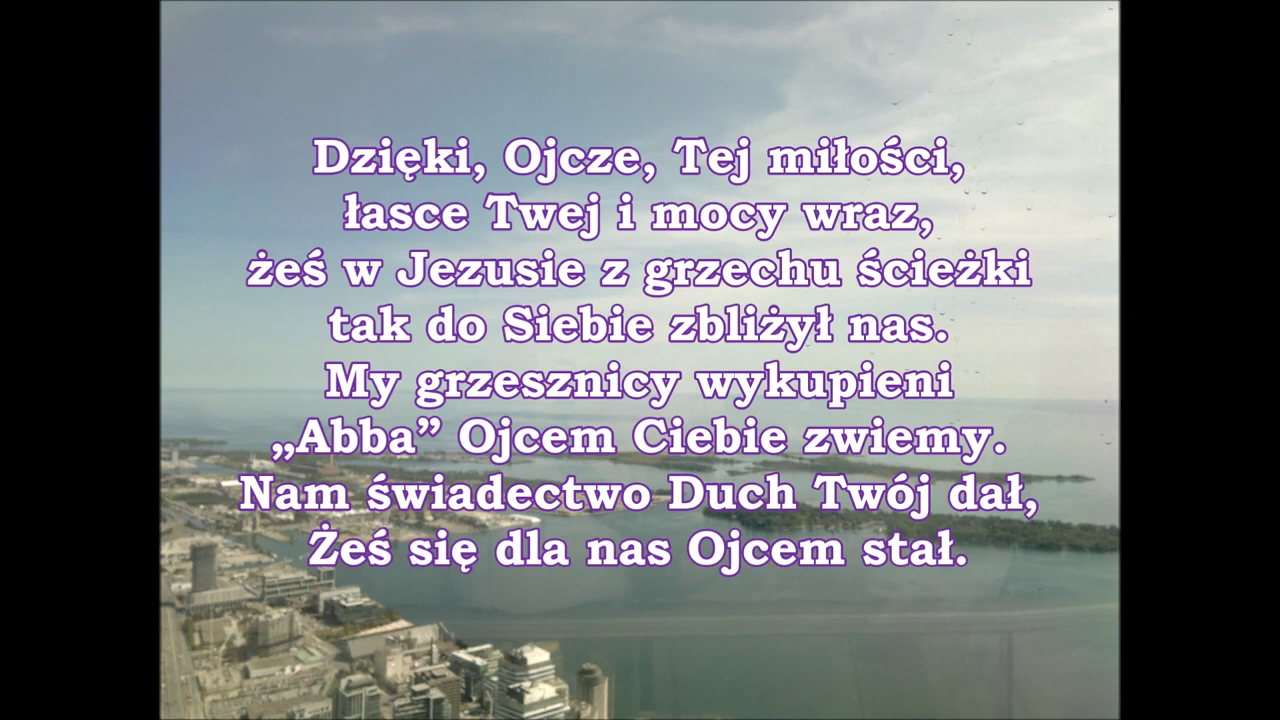 Dzięki, Ojcze, Tej miłości,
łasce Twej i mocy wraz,
żeś w Jezusie z grzechu ścieżki
tak do Siebie zbliżył nas.
My grzesznicy wykupieni
„Abba” Ojcem Ciebie zwiemy.
Nam świadectwo Duch Twój dał,
Żeś się dla nas Ojcem stał.